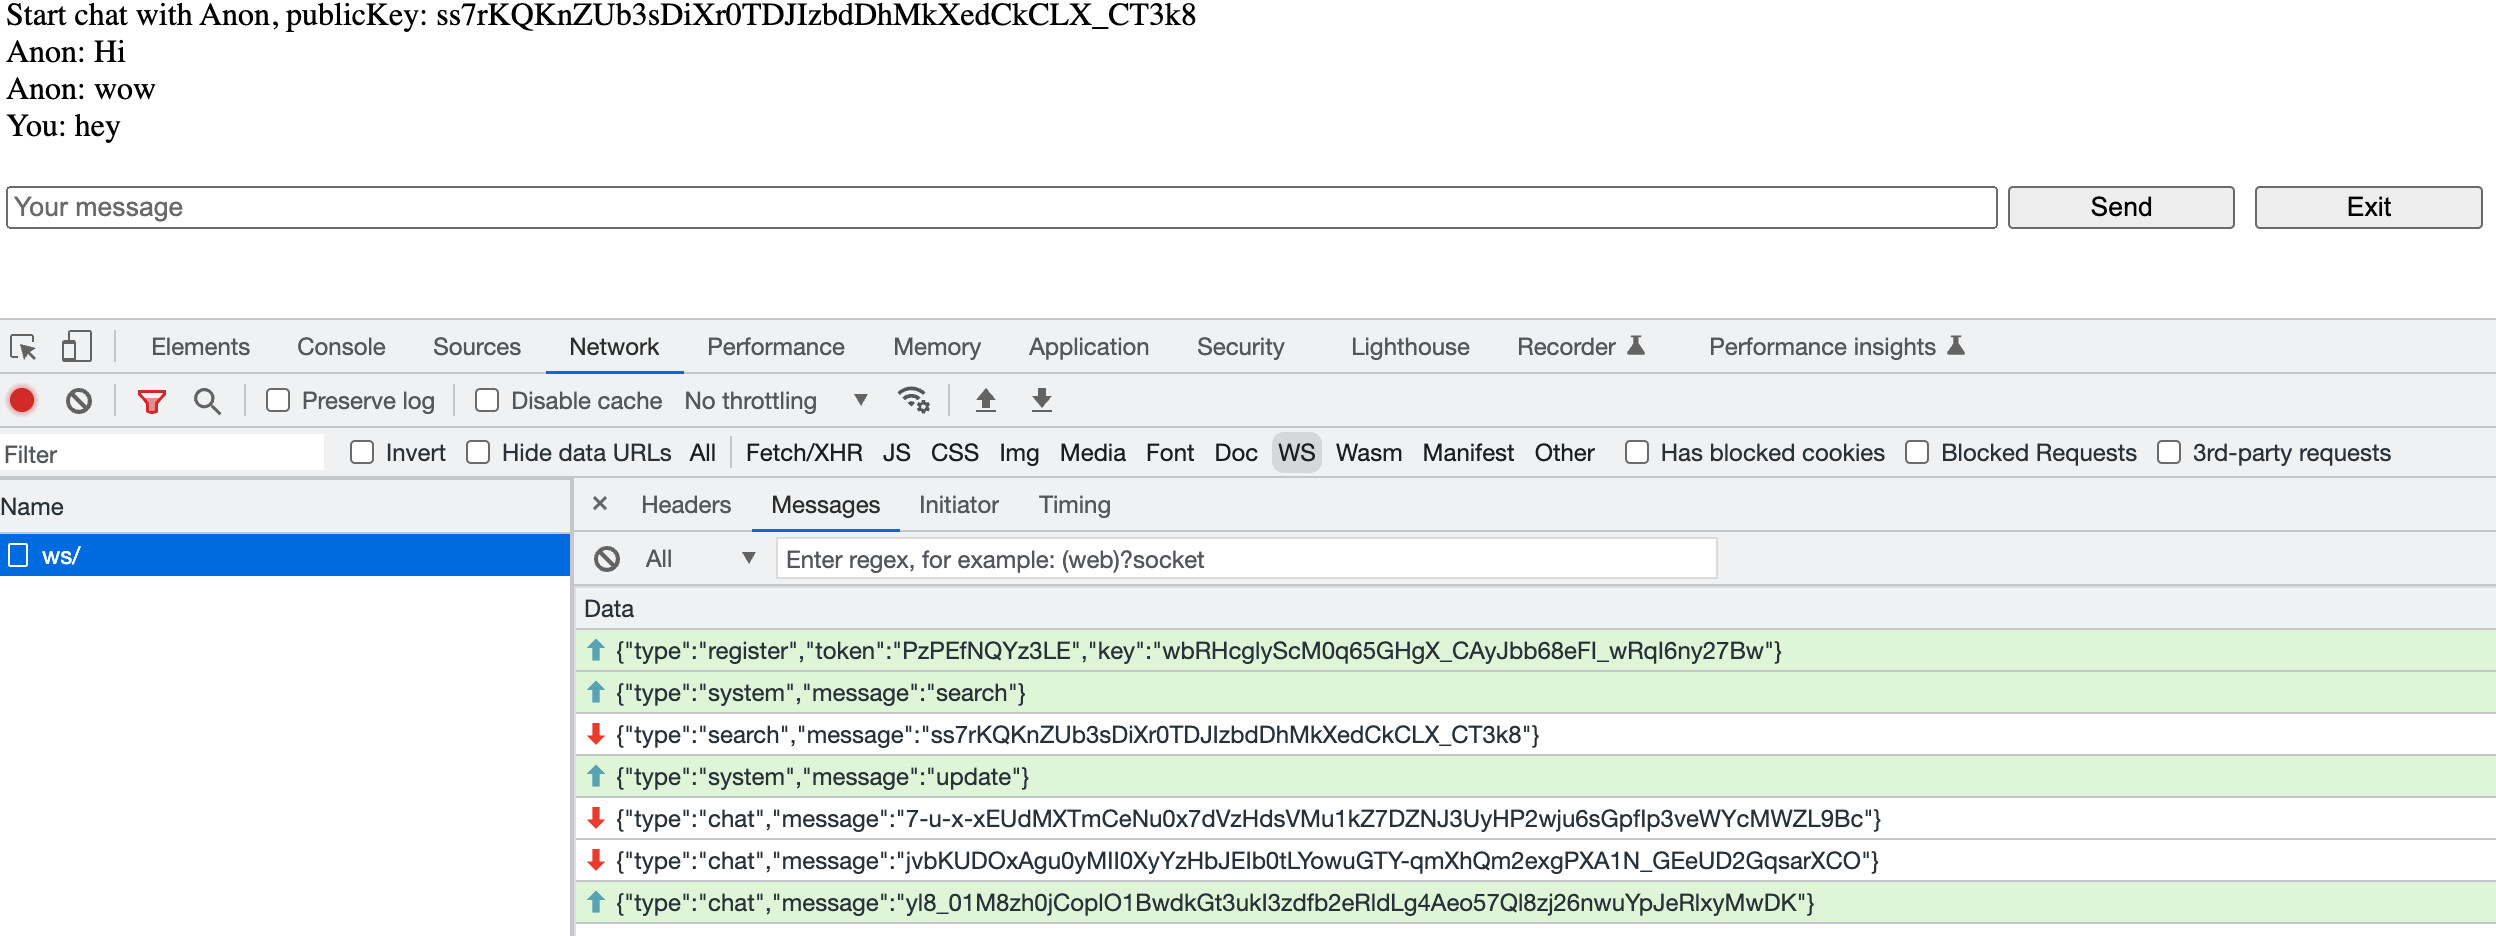 Start chat with Anon, publicKey: ss7rKQKnZUb3sDiXr0TDJIzbdDhMkXedCkCLX_CT3k8
Anon: Hi
Anon: wow
You: hey
Your message Send Exit
Elements Console Sources Network Performance Memory Application Security Lighthouse Recorder Performance insights
Preserve log Disable cache No throttling
Filter Invert Hide data URLs All Fetch/XHR JS CSS Img Media Font Doc WS Wasm Manifest Other Has blocked cookies Blocked Requests 3rd-party requests
Name
ws/
× Headers Messages Initiator Timing
All Enter regex, for example: (web)?socket
Data
{"type":"register","token":"PzPEfNQYz3LE","key":"wbRHcglyScM0q65GHgX_CAyJbb68eFI_wRqI6ny27Bw"}
{"type":"system","message":"search"}
{"type":"search","message":"ss7rKQKnZUb3sDiXr0TDJIzbdDhMkXedCkCLX_CT3k8"}
{"type":"system","message":"update"}
{"type":"chat","message":"7-u-x-xEUdMXTmCeNu0x7dVzHdsVMu1kZ7DZNJ3UyHP2wju6sGpfIp3veWYcMWZL9Bc"}
{"type":"chat","message":"jvbKUDOxAgu0yMII0XyYzHbJEIb0tLYowuGTY-qmXhQm2exgPXA1N_GEeUD2GqsarXCO"}
{"type":"chat","message":"yl8_01M8zh0jCoplO1BwdkGt3ukI3zdfb2eRldLg4Aeo57Ql8zj26nwuYpJeRlxyMwDK"}